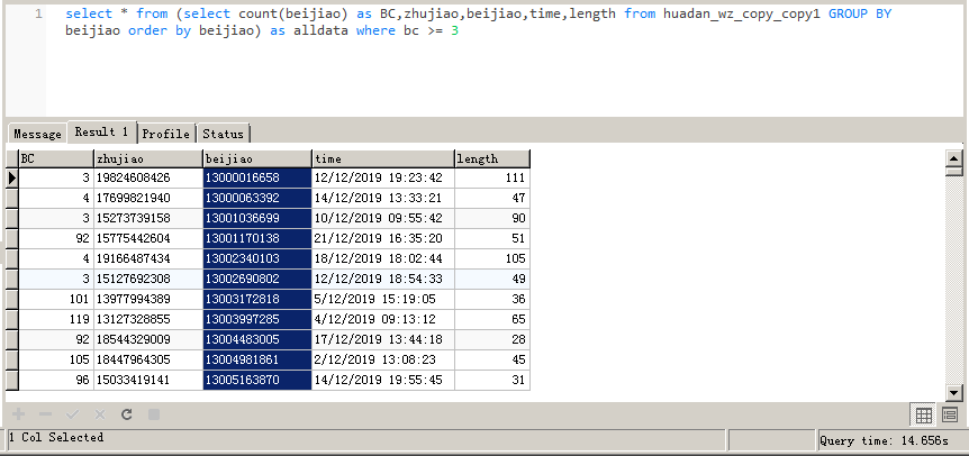 1 select * from (select count(beijiao) as BC,zhujiao,beijiao,time,length from huadan_wz_copy_copy1 GROUP BY
beijiao order by beijiao) as alldata where bc >= 3
Message Result 1 Profile Status
BC zhujiao beijiao time length
3 19824608426 13000016658 12/12/2019 19:23:42 111
4 17699821940 13000063392 14/12/2019 13:33:21 47
3 15273739158 13001036699 10/12/2019 09:55:42 90
92 15775442604 13001170138 21/12/2019 16:35:20 51
4 19166487434 13002340103 18/12/2019 18:02:44 105
3 15127692308 13002690802 12/12/2019 18:54:33 49
101 13977994389 13003172818 5/12/2019 15:19:05 36
119 13127328855 13003997285 4/12/2019 09:13:12 65
92 18544329009 13004483005 17/12/2019 13:44:18 28
105 18447964305 13004981861 2/12/2019 13:08:23 45
96 15033419141 13005163870 14/12/2019 19:55:45 31
1 Col Selected Query time: 14.656s